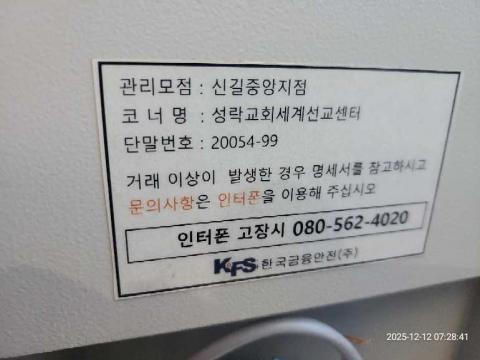 관리모점 : 신길중앙지점
코 너 명 : 성락교회세계선교센터
단말번호 : 20054-99
거래 이상이 발생한 경우 명세서를 참고하시고
문의사항은 인터폰을 이용해 주십시오
인터폰 고장시 080-562-4020
KFS 한국금융안전(주)
2025-12-12 07:28:41